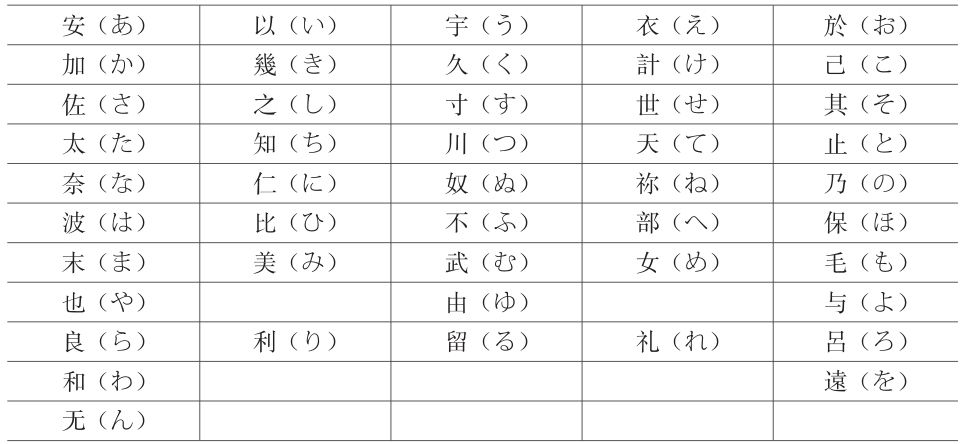 安（あ） 以（い） 宇（う） 衣（え） 於（お）
加（か） 幾（き） 久（く） 計（け） 己（こ）
佐（さ） 之（し） 寸（す） 世（せ） 其（そ）
太（た） 知（ち） 川（つ） 天（て） 止（と）
奈（な） 仁（に） 奴（ぬ） 祢（ね） 乃（の）
波（は） 比（ひ） 不（ふ） 部（へ） 保（ほ）
末（ま） 美（み） 武（む） 女（め） 毛（も）
也（や） 由（ゆ） 与（よ）
良（ら） 利（り） 留（る） 礼（れ） 呂（ろ）
和（わ） 遠（を）
无（ん）